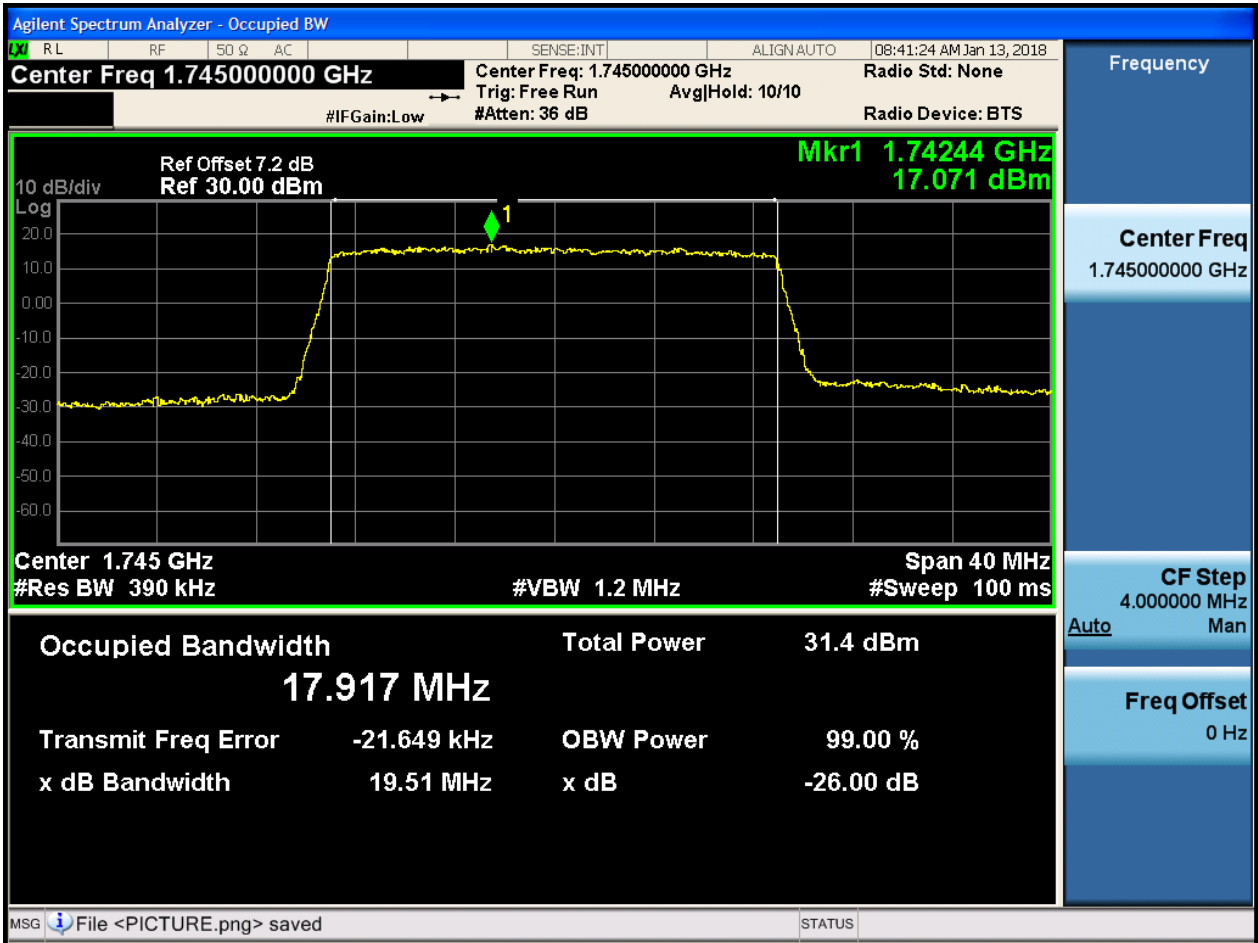 Agilent Spectrum Analyzer - Occupied BW
LXI RL RF 50 Ω AC SENSE:INT ALIGN AUTO 08:41:24 AM Jan 13, 2018
Center Freq 1.745000000 GHz
Center Freq: 1.745000000 GHz Radio Std: None
Trig: Free Run Avg|Hold: 10/10
#IFGain:Low #Atten: 36 dB Radio Device: BTS
Mkr1 1.74244 GHz
17.071 dBm
Ref Offset 7.2 dB
10 dB/div Ref 30.00 dBm
Log
1
20.0
10.0
0.00
-10.0
-20.0
-30.0
-40.0
-50.0
-60.0
Center 1.745 GHz Span 40 MHz
#Res BW 390 kHz #VBW 1.2 MHz #Sweep 100 ms
Occupied Bandwidth Total Power 31.4 dBm
17.917 MHz
Transmit Freq Error -21.649 kHz OBW Power 99.00 %
x dB Bandwidth 19.51 MHz x dB -26.00 dB
Frequency
Center Freq
1.745000000 GHz
CF Step
4.000000 MHz
Auto Man
Freq Offset
0 Hz
MSG File <PICTURE.png> saved STATUS